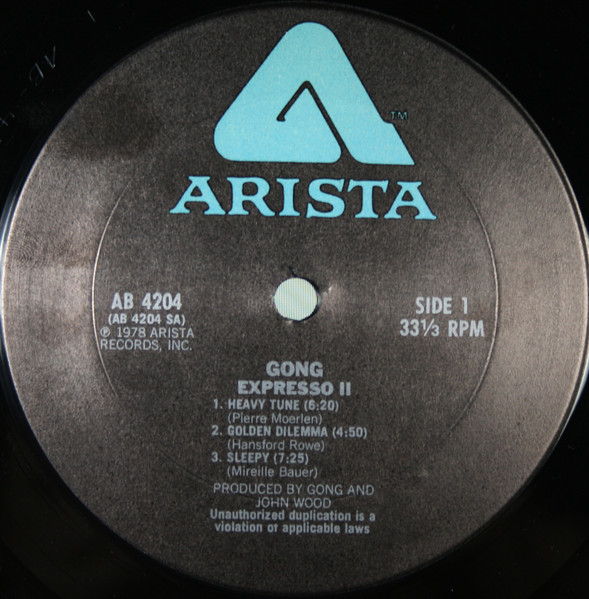 ™
ARISTA
AB 4204
(AB 4204 SA)
℗ 1978 ARISTA
RECORDS, INC.
SIDE 1
33⅓ RPM
GONG
EXPRESSO II
1. HEAVY TUNE (6:20)
(Pierre Moerlen)
2. GOLDEN DILEMMA (4:50)
(Hansford Rowe)
3. SLEEPY (7:25)
(Mireille Bauer)
PRODUCED BY GONG AND
JOHN WOOD
Unauthorized duplication is a
violation of applicable laws